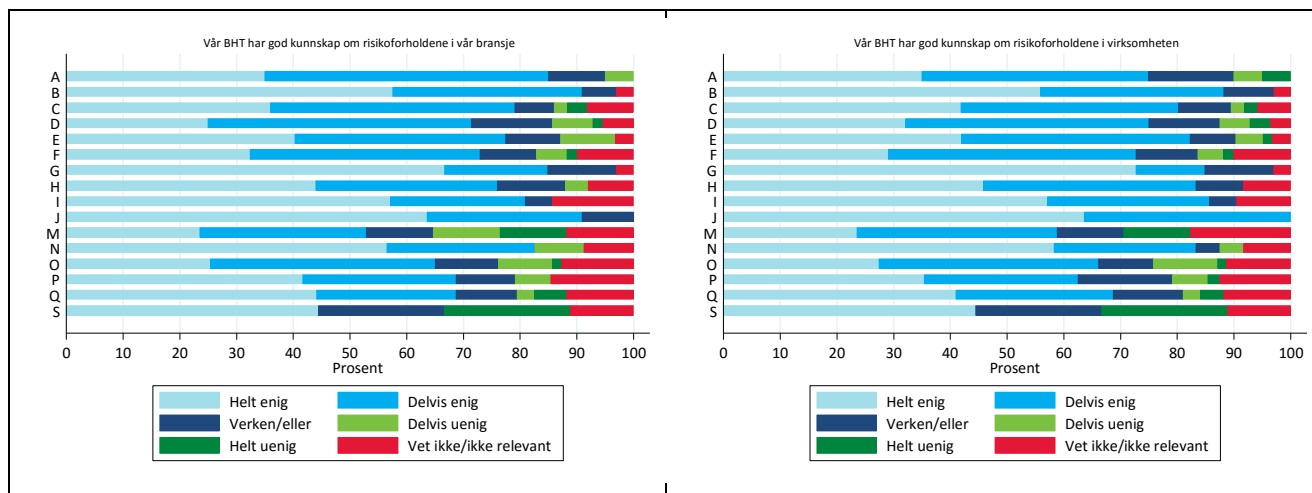 Vår BHT har god kunnskap om risikoforholdene i vår bransje
A
B
C
D
E
F
G
H
I
J
M
N
O
P
Q
S
0 10 20 30 40 50 60 70 80 90 100
Prosent
Helt enig Delvis enig
Verken/eller Delvis uenig
Helt uenig Vet ikke/ikke relevant
Vår BHT har god kunnskap om risikoforholdene i virksomheten
A
B
C
D
E
F
G
H
I
J
M
N
O
P
Q
S
0 10 20 30 40 50 60 70 80 90 100
Prosent
Helt enig Delvis enig
Verken/eller Delvis uenig
Helt uenig Vet ikke/ikke relevant